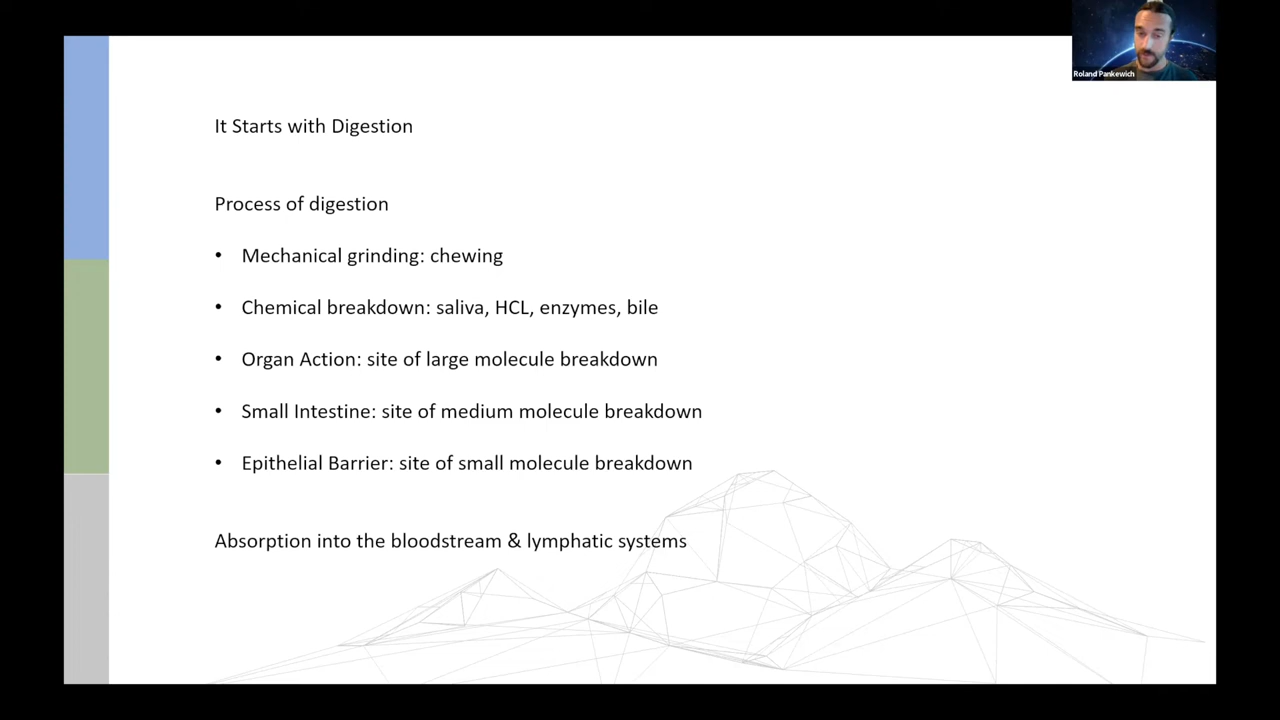 Roland Pankewich
It Starts with Digestion
Process of digestion
• Mechanical grinding: chewing
• Chemical breakdown: saliva, HCL, enzymes, bile
• Organ Action: site of large molecule breakdown
• Small Intestine: site of medium molecule breakdown
• Epithelial Barrier: site of small molecule breakdown
Absorption into the bloodstream & lymphatic systems